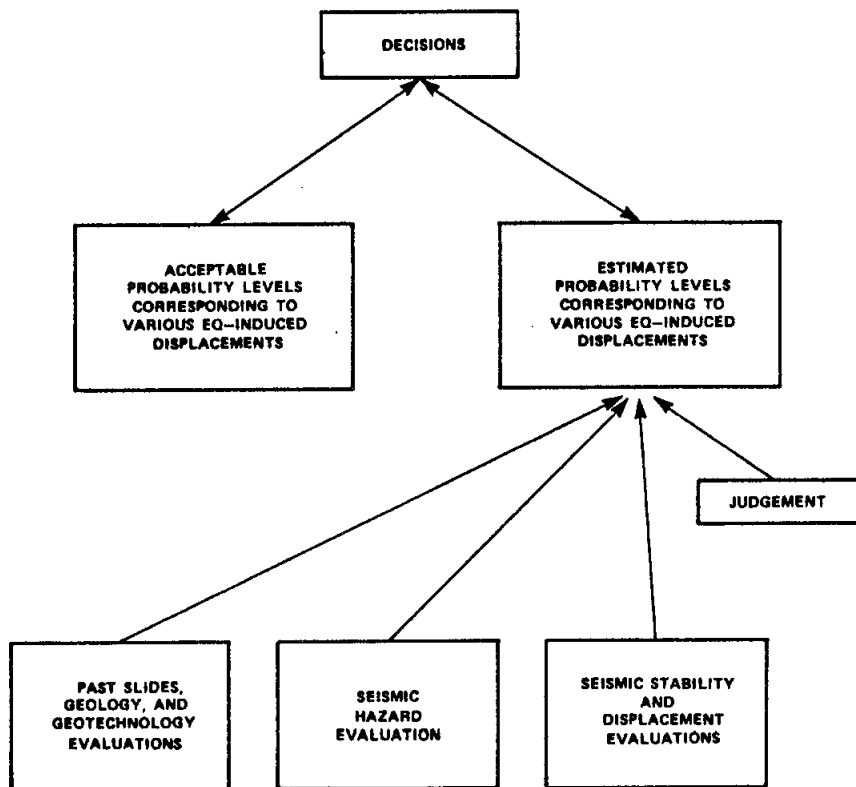 DECISIONS
ACCEPTABLE
PROBABILITY LEVELS
CORRESPONDING TO
VARIOUS EQ–INDUCED
DISPLACEMENTS
ESTIMATED
PROBABILITY LEVELS
CORRESPONDING TO
VARIOUS EQ–INDUCED
DISPLACEMENTS
JUDGEMENT
PAST SLIDES,
GEOLOGY, AND
GEOTECHNOLOGY
EVALUATIONS
SEISMIC
HAZARD
EVALUATION
SEISMIC STABILITY
AND
DISPLACEMENT
EVALUATIONS